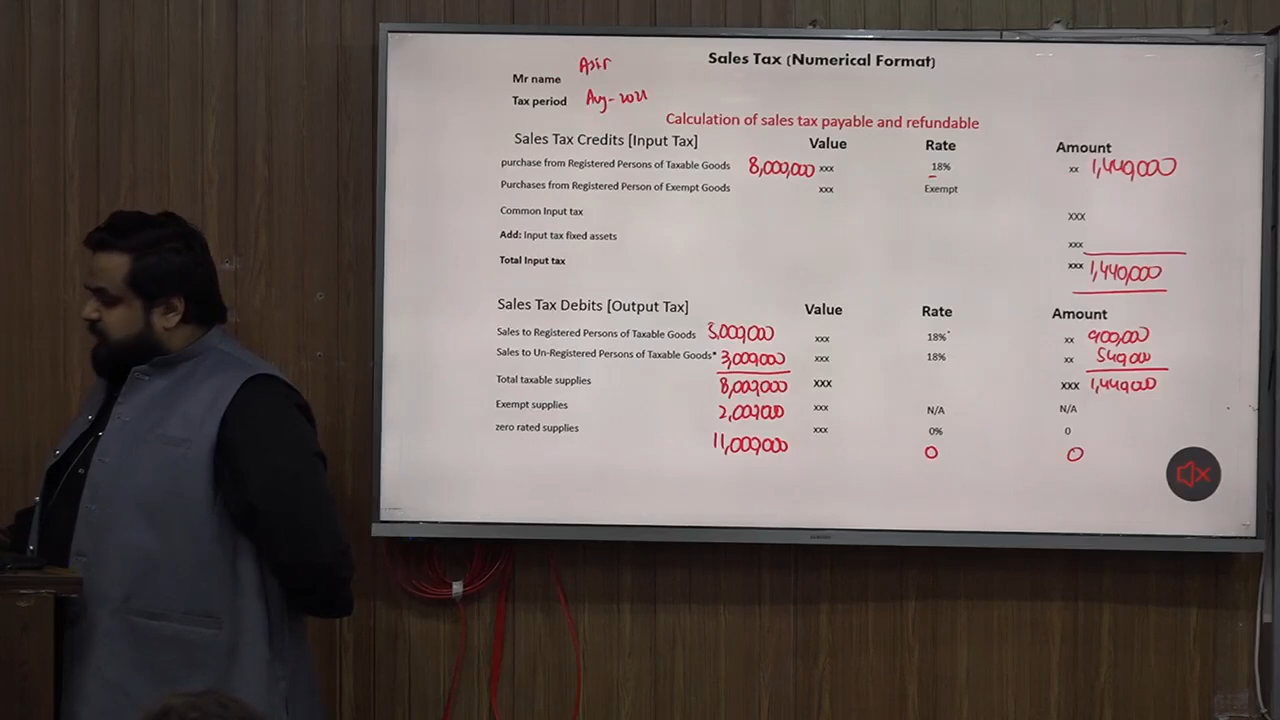 Sales Tax (Numerical Format)
Mr name Asif
Tax period Aug-2021
Calculation of sales tax payable and refundable
Sales Tax Credits [Input Tax] Value Rate Amount
purchase from Registered Persons of Taxable Goods 8,000,000 xxx 18% xx 1,440,000
Purchases from Registered Person of Exempt Goods xxx Exempt
Common Input tax xxx
Add: Input tax fixed assets xxx
Total Input tax xxx 1,440,000
Sales Tax Debits [Output Tax] Value Rate Amount
Sales to Registered Persons of Taxable Goods 5,000,000 xxx 18% xx 900,000
Sales to Un-Registered Persons of Taxable Goods* 3,000,000 xxx 18% xx 540,000
Total taxable supplies 8,000,000 xxx xxx 1,440,000
Exempt supplies 2,000,000 xxx N/A N/A
zero rated supplies xxx 0% 0
11,000,000 0 0